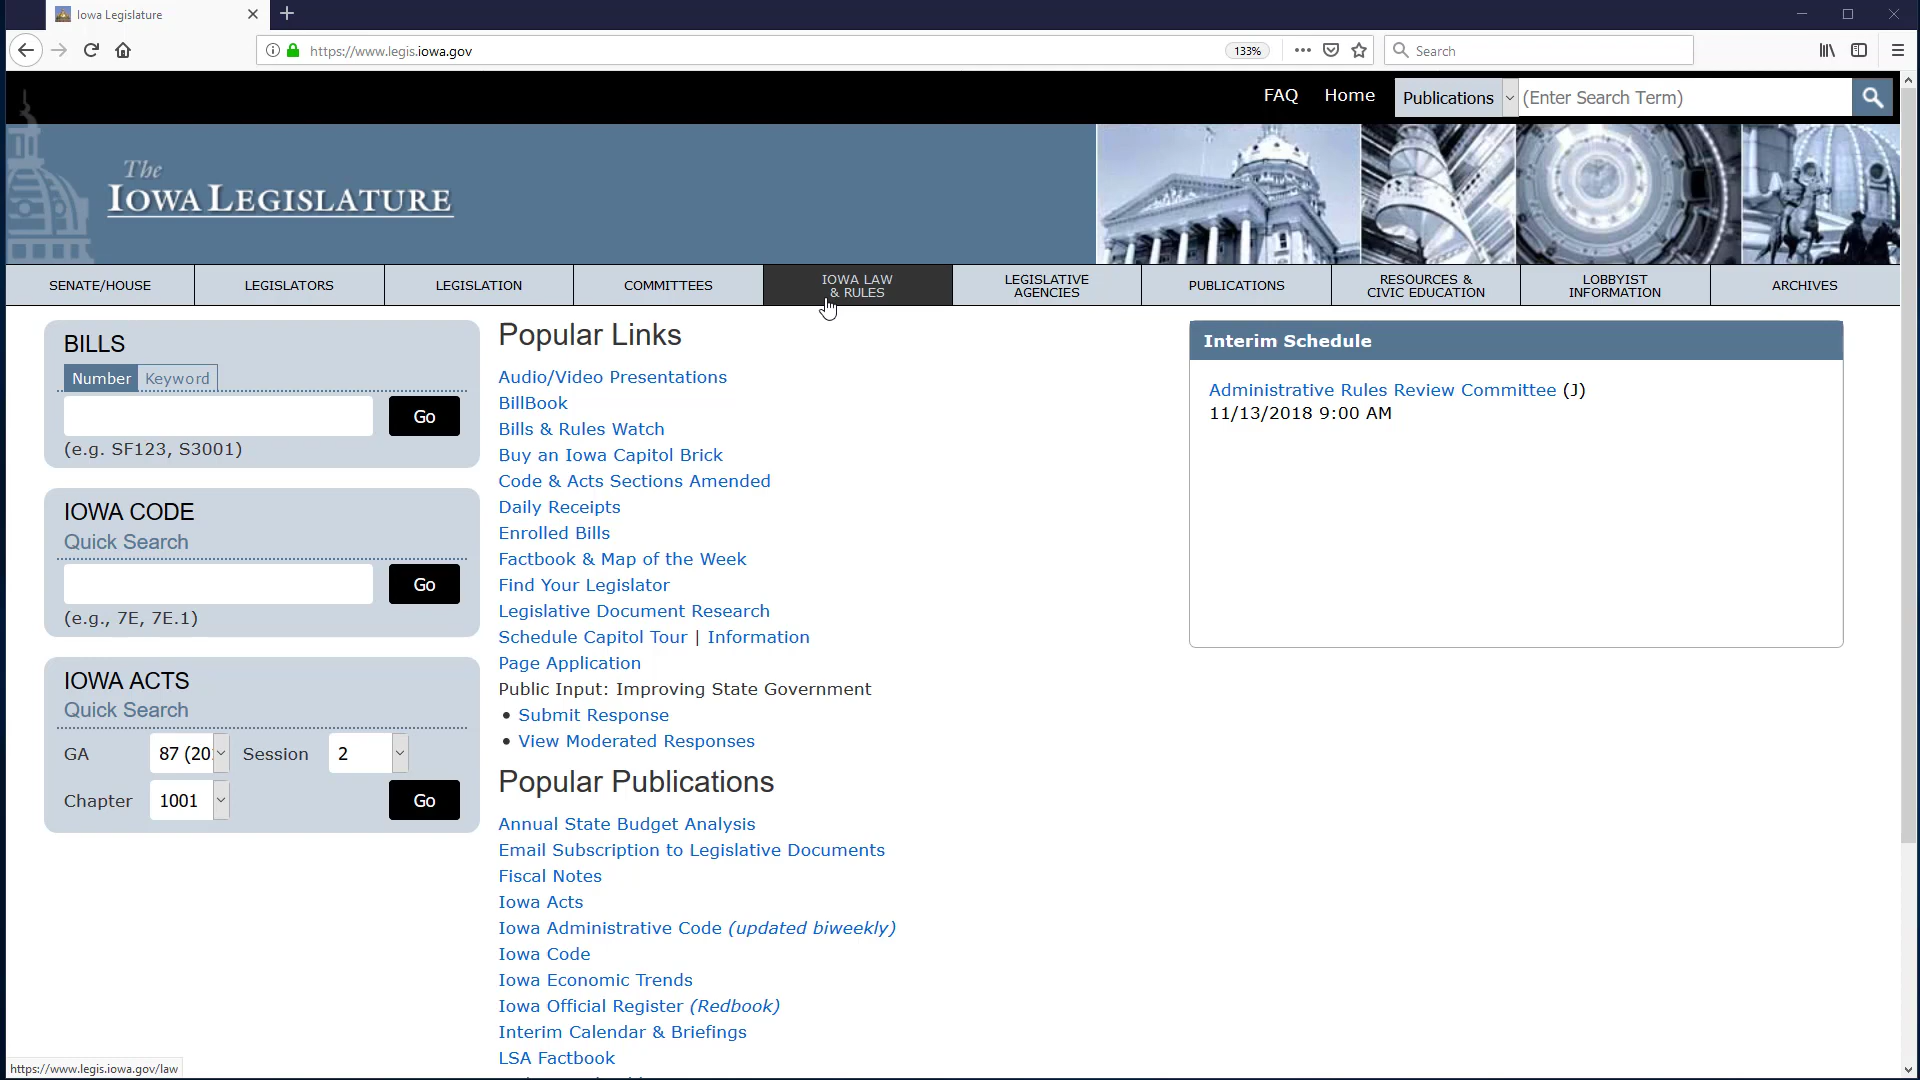 Iowa Legislature
https://www.legis.iowa.gov
133%
Search
FAQ
Home
Publications
(Enter Search Term)
The
IOWA LEGISLATURE
SENATE/HOUSE
LEGISLATORS
LEGISLATION
COMMITTEES
IOWA LAW
& RULES
LEGISLATIVE
AGENCIES
PUBLICATIONS
RESOURCES &
CIVIC EDUCATION
LOBBYIST
INFORMATION
ARCHIVES
BILLS
Number
Keyword
Go
(e.g. SF123, S3001)
IOWA CODE
Quick Search
Go
(e.g., 7E, 7E.1)
IOWA ACTS
Quick Search
GA
87 (20
Session
2
Chapter
1001
Go
Popular Links
Audio/Video Presentations
BillBook
Bills & Rules Watch
Buy an Iowa Capitol Brick
Code & Acts Sections Amended
Daily Receipts
Enrolled Bills
Factbook & Map of the Week
Find Your Legislator
Legislative Document Research
Schedule Capitol Tour | Information
Page Application
Public Input: Improving State Government
• Submit Response
• View Moderated Responses
Popular Publications
Annual State Budget Analysis
Email Subscription to Legislative Documents
Fiscal Notes
Iowa Acts
Iowa Administrative Code (updated biweekly)
Iowa Code
Iowa Economic Trends
Iowa Official Register (Redbook)
Interim Calendar & Briefings
LSA Factbook
Interim Schedule
Administrative Rules Review Committee (J)
11/13/2018 9:00 AM
https://www.legis.iowa.gov/law